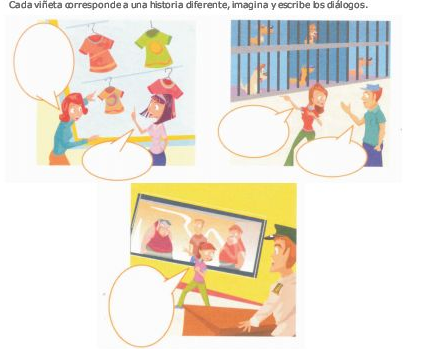 Cada viñeta corresponde a una historia diferente, imagina y escribe los diálogos.